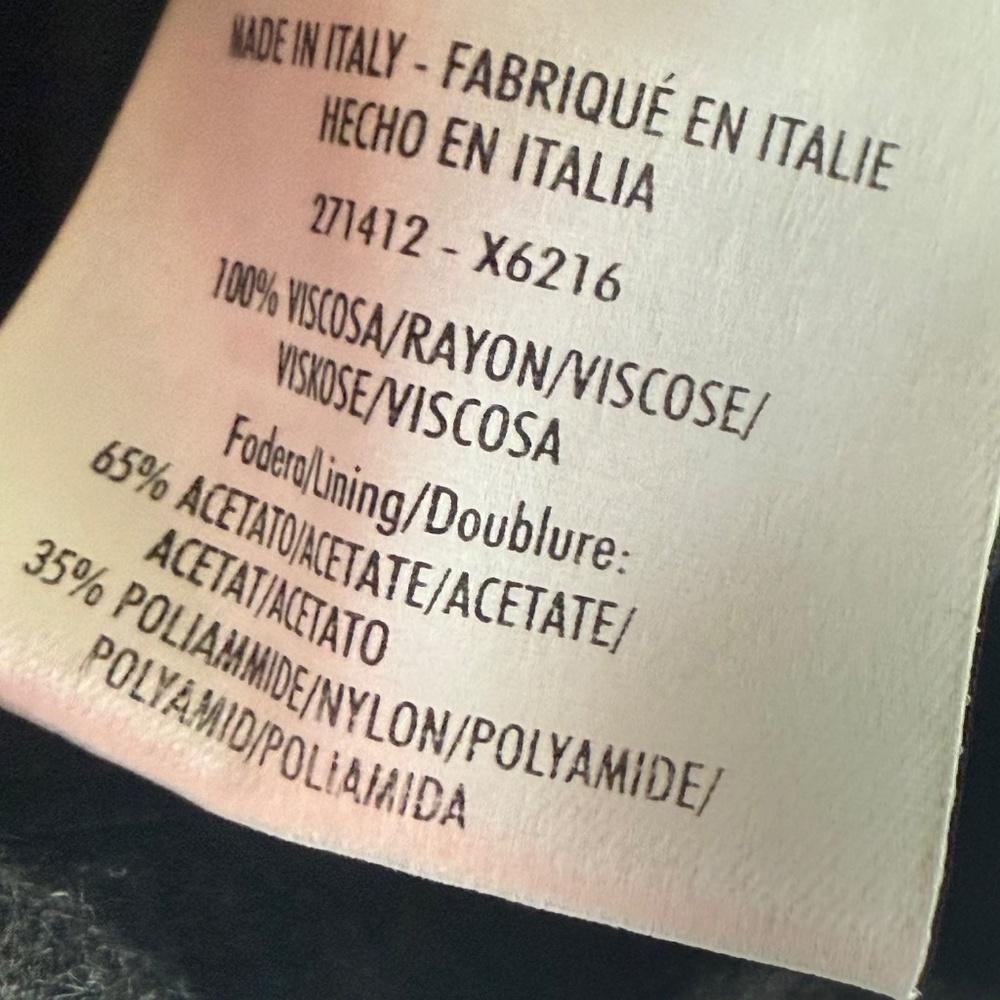 MADE IN ITALY - FABRIQUÉ EN ITALIE
HECHO EN ITALIA
271412 - X6216
100% VISCOSA/RAYON/VISCOSE/
VISKOSE/VISCOSA
Fodera/Lining/Doublure:
65% ACETATO/ACETATE/ACETATE/
ACETAT/ACETATO
35% POLIAMMIDE/NYLON/POLYAMIDE/
POLYAMID/POLIAMIDA